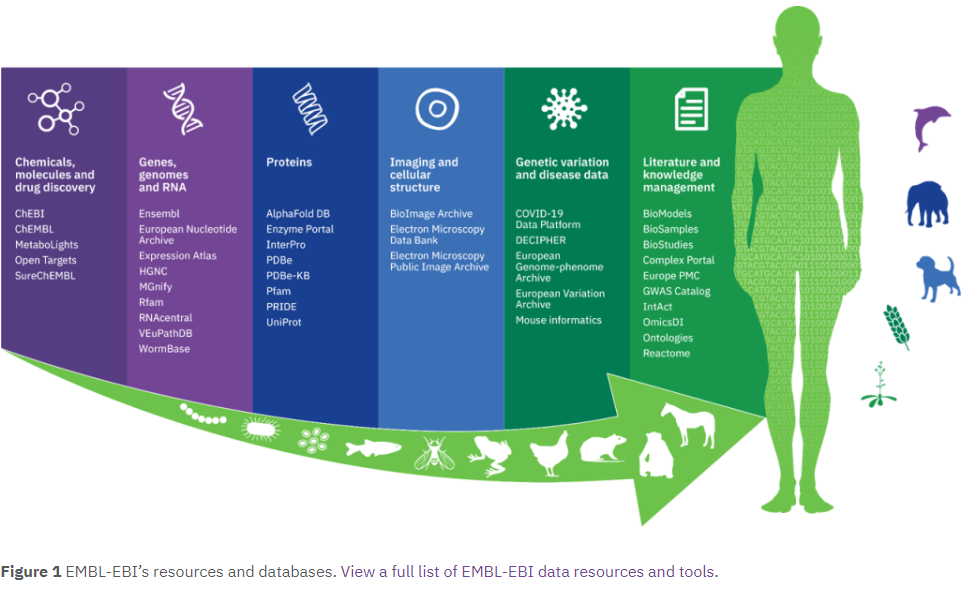 Chemicals,
molecules and
drug discovery
ChEBI
ChEMBL
MetaboLights
Open Targets
SureChEMBL
Genes,
genomes
and RNA
Ensembl
European Nucleotide
Archive
Expression Atlas
HGNC
MGnify
Rfam
RNAcentral
VEuPathDB
WormBase
Proteins
AlphaFold DB
Enzyme Portal
InterPro
PDBe
PDBe-KB
Pfam
PRIDE
UniProt
Imaging and
cellular
structure
BioImage Archive
Electron Microscopy
Data Bank
Electron Microscopy
Public Image Archive
Genetic variation
and disease data
COVID-19
Data Platform
DECIPHER
European
Genome-phenome
Archive
European Variation
Archive
Mouse informatics
Literature and
knowledge
management
BioModels
BioSamples
BioStudies
Complex Portal
Europe PMC
GWAS Catalog
IntAct
OmicsDI
Ontologies
Reactome
Figure 1 EMBL-EBI’s resources and databases. View a full list of EMBL-EBI data resources and tools.